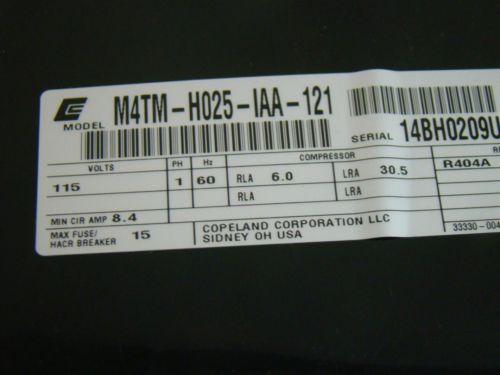 MODEL M4TM-H025-IAA-121
SERIAL 14BH0209U
VOLTS PH Hz COMPRESSOR
115 1 60 RLA 6.0 LRA 30.5 R404A
RLA LRA
MIN CIR AMP 8.4
MAX FUSE/
HACR BREAKER 15
COPELAND CORPORATION LLC
SIDNEY OH USA
33330-004